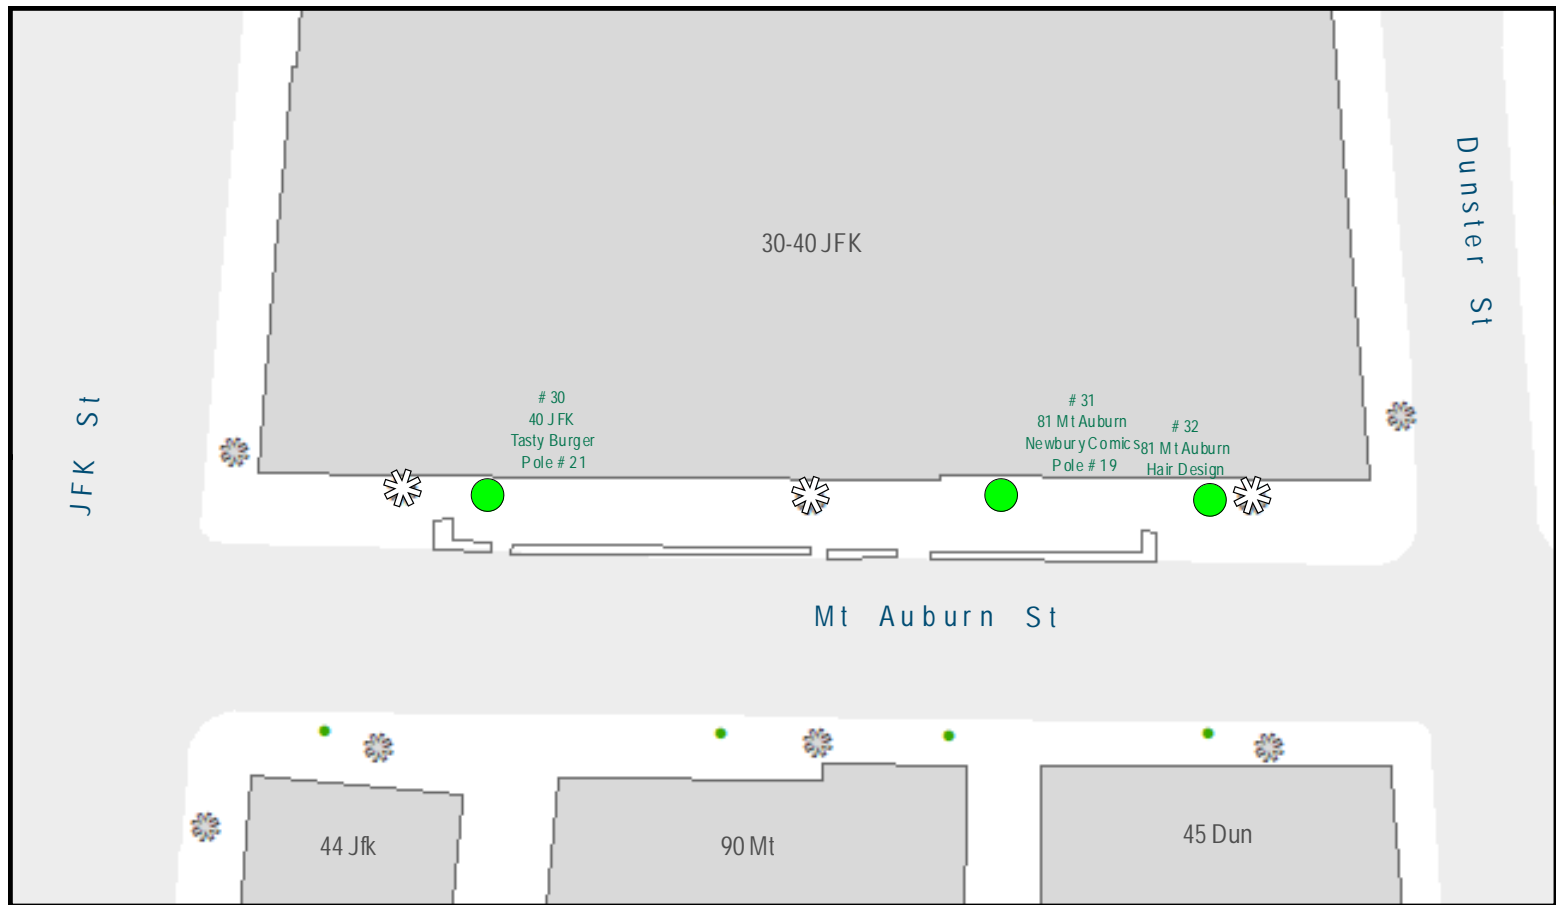 30-40 JFK
Dunster St
JFK St
# 30
40 JFK
Tasty Burger
Pole # 21
# 31
81 Mt Auburn
Newbury Comics
Pole # 19
# 32
81 Mt Auburn
Hair Design
Mt Auburn St
44 Jfk
90 Mt
45 Dun